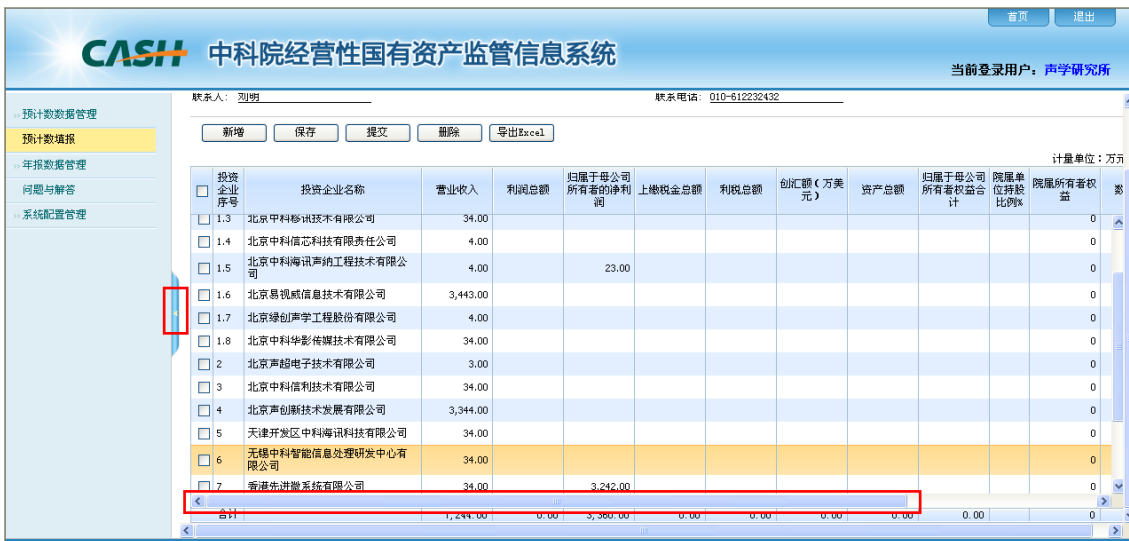 首页 退出
CASH 中科院经营性国有资产监管信息系统
当前登录用户：声学研究所
预计数数据管理
预计数填报
年报数据管理
问题与解答
系统配置管理
联系人： 刘明 联系电话： 010-612232432
新增 保存 提交 删除 导出Excel
计量单位：万元
投资企业序号 投资企业名称 营业收入 利润总额 归属于母公司所有者的净利润 上缴税金总额 利税总额 创汇额（万美元） 资产总额 归属于母公司所有者权益合计 院属单位持股比例% 院属所有者权益
1.3 北京中科移讯技术有限公司 34.00 0
1.4 北京中科信芯科技有限责任公司 4.00 0
1.5 北京中科海讯声纳工程技术有限公司 4.00 23.00 0
1.6 北京易视威信息技术有限公司 3,443.00 0
1.7 北京绿创声学工程股份有限公司 4.00 0
1.8 北京中科华影传媒技术有限公司 34.00 0
2 北京声超电子技术有限公司 3.00 0
3 北京中科信利技术有限公司 34.00 0
4 北京声创新技术发展有限公司 3,344.00 0
5 天津开发区中科海讯科技有限公司 34.00 0
6 无锡中科智能信息处理研发中心有限公司 34.00 0
7 香港先进微系统有限公司 34.00 3,242.00 0
合计 1,244.00 0.00 3,360.00 0.00 0.00 0.00 0.00 0.00 0